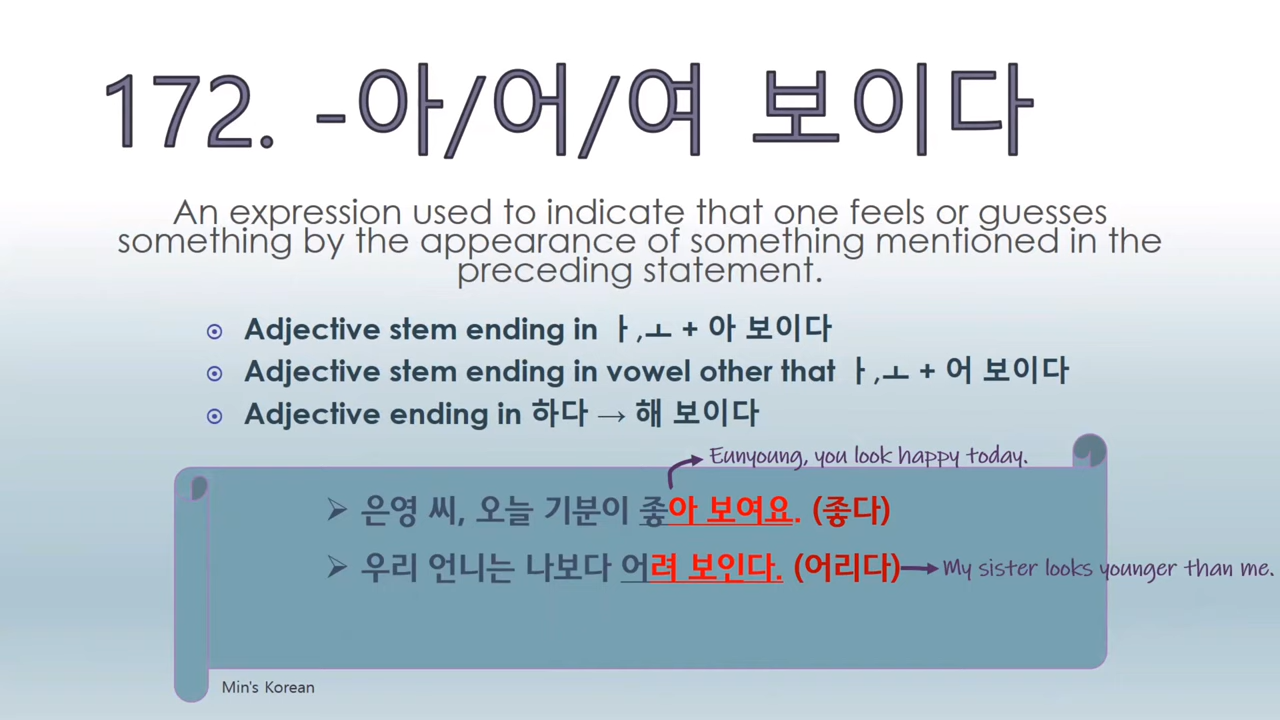 172. -아/어/여 보이다
An expression used to indicate that one feels or guesses
something by the appearance of something mentioned in the
preceding statement.
Adjective stem ending in ㅏ,ㅗ + 아 보이다
Adjective stem ending in vowel other that ㅏ,ㅗ + 어 보이다
Adjective ending in 하다 → 해 보이다
Eunyoung, you look happy today.
은영 씨, 오늘 기분이 좋아 보여요. (좋다)
우리 언니는 나보다 어려 보인다. (어리다)
My sister looks younger than me.
Min's Korean